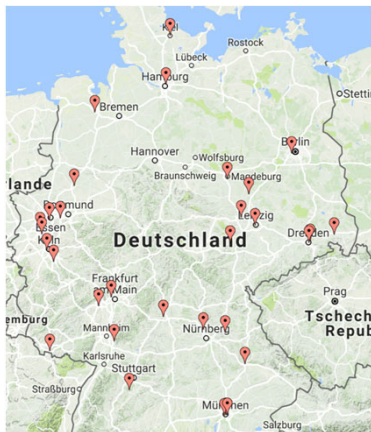 Kiel
Rostock
Lübeck
Hamburg
Stettin
Bremen
Berlin
Hannover
Wolfsburg
Braunschweig
Magdeburg
lande
Dortmund
Essen
Leipzig
Köln
Deutschland
Dresden
Frankfurt
am Main
Prag
emburg
Tschech
Republ
Mannheim
Nürnberg
Karlsruhe
Stuttgart
Straßburg
München
Salzburg